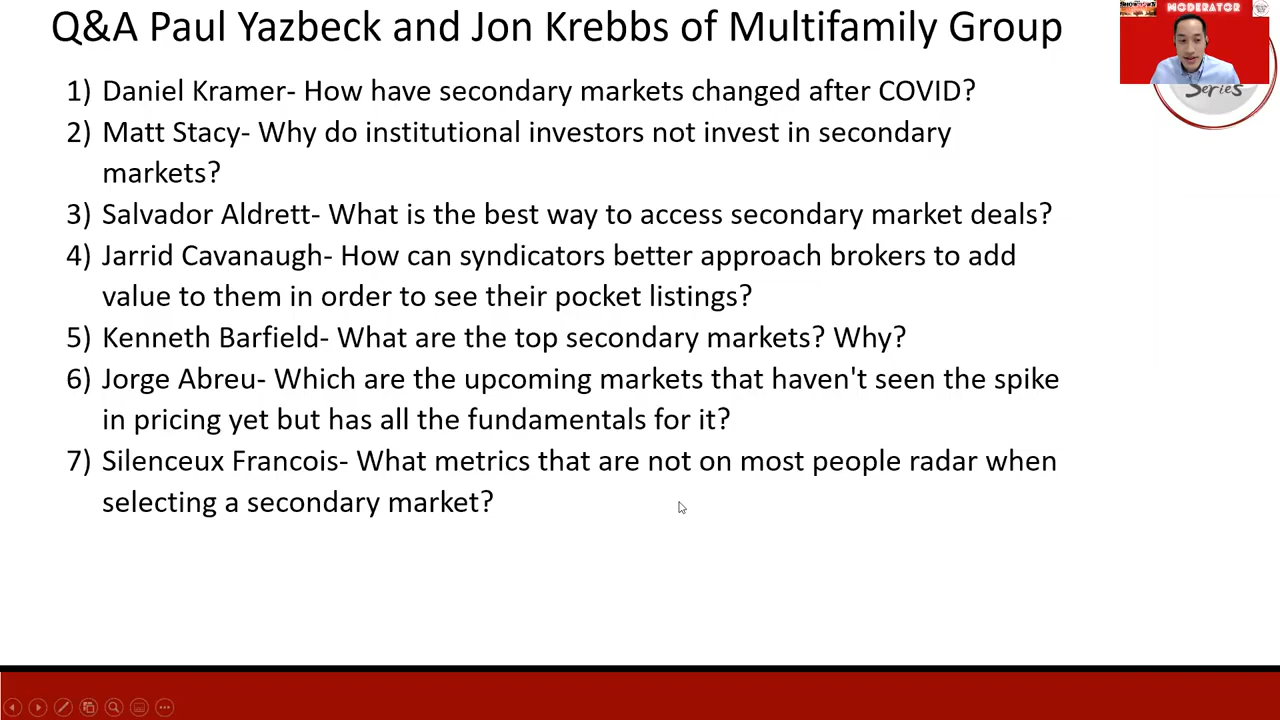 Q&A Paul Yazbeck and Jon Krebbs of Multifamily Group
MODERATOR
Series
1) Daniel Kramer- How have secondary markets changed after COVID?
2) Matt Stacy- Why do institutional investors not invest in secondary
markets?
3) Salvador Aldrett- What is the best way to access secondary market deals?
4) Jarrid Cavanaugh- How can syndicators better approach brokers to add
value to them in order to see their pocket listings?
5) Kenneth Barfield- What are the top secondary markets? Why?
6) Jorge Abreu- Which are the upcoming markets that haven't seen the spike
in pricing yet but has all the fundamentals for it?
7) Silenceux Francois- What metrics that are not on most people radar when
selecting a secondary market?